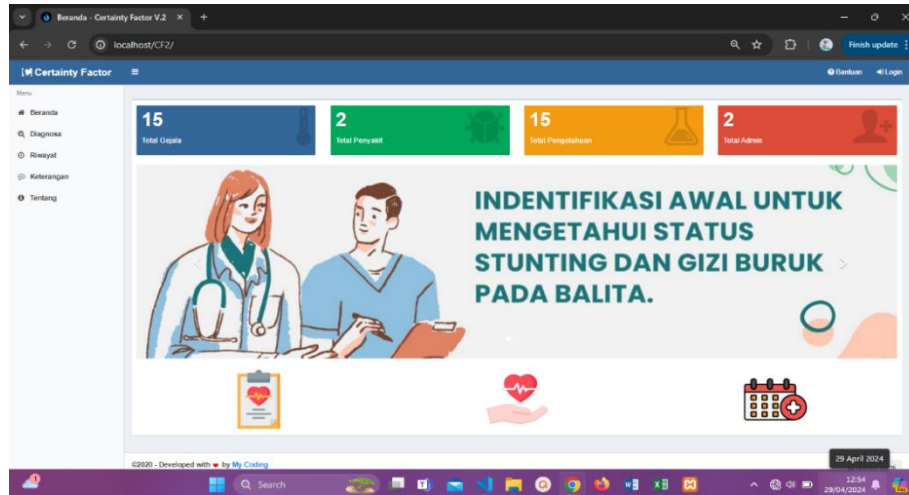 Beranda - Certainty Factor V.2
localhost/CF2/
Finish update
Certainty Factor
Bantuan
Login
Menu
Beranda
Diagnosa
Riwayat
Keterangan
Tentang
15
Total Gejala
2
Total Penyakit
15
Total Pengetahuan
2
Total Admin
INDENTIFIKASI AWAL UNTUK
MENGETAHUI STATUS
STUNTING DAN GIZI BURUK
PADA BALITA.
©2020 - Developed with by My Coding
29 April 2024
Search
12:54
29/04/2024